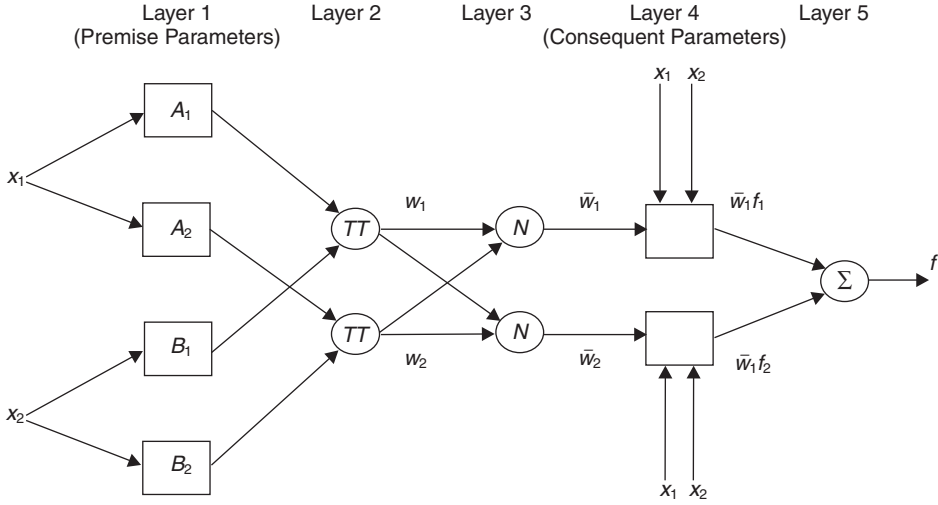 Layer 1
(Premise Parameters)
Layer 2
Layer 3
Layer 4
(Consequent Parameters)
Layer 5
x₁ x₂
A₁
x₁
A₂
TT
w₁
N
w̄₁
w̄₁f₁
Σ
f
B₁
TT
w₂
N
w̄₂
w̄₁f₂
x₂
B₂
x₁ x₂